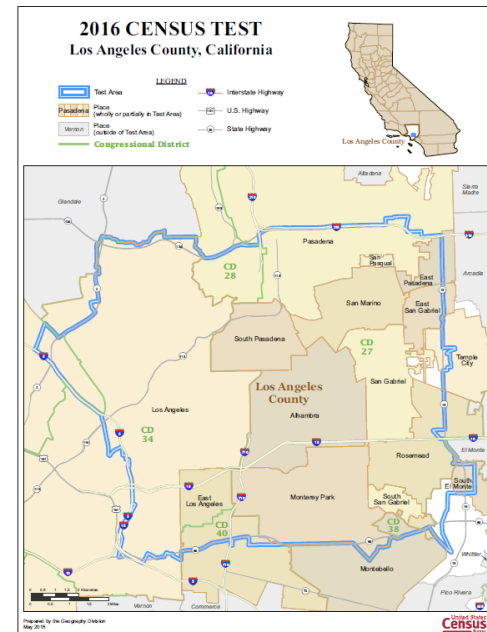 2016 CENSUS TEST
Los Angeles County, California
LEGEND
Test Area
Interstate Highway
Pasadena
Place
(wholly or partially in Test Area)
U.S. Highway
Vernon
Place
(outside of Test Area)
State Highway
Congressional District
Los Angeles County
Altadena
Glendale
Sierra
Madre
Pasadena
San
Pasqual
CD
28
East
Pasadena
Arcadia
San Marino
East
San Gabriel
South Pasadena
CD
27
Temple
City
Los Angeles
County
San Gabriel
Los Angeles
Alhambra
CD
34
El Monte
Rosemead
South
El Monte
East
Los Angeles
Monterey Park
South
San Gabriel
CD
40
CD
38
Montebello
Whittier
Pico Rivera
Vernon
Commerce
Prepared by the Geography Division
May 2015
United States
Census